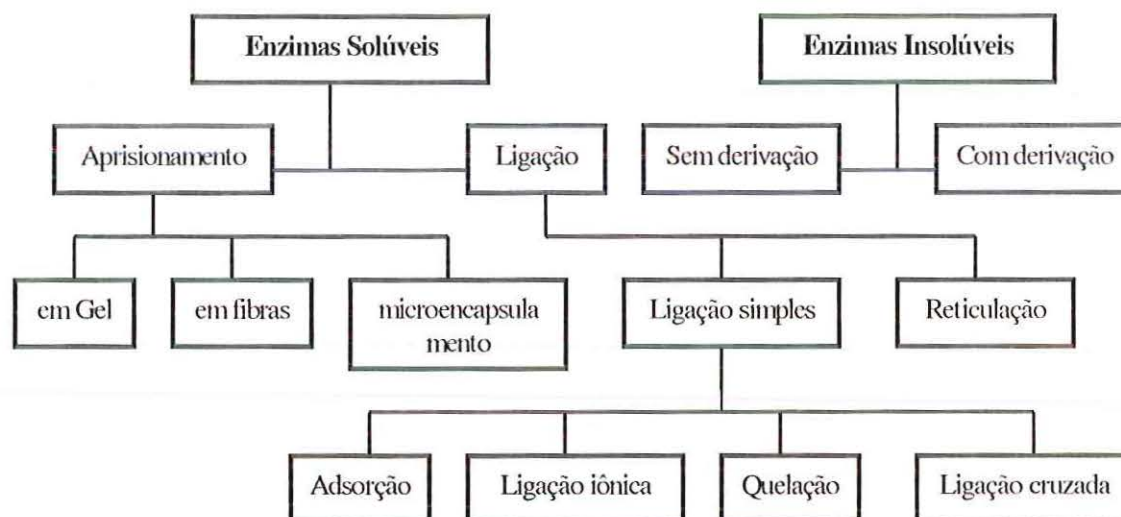 Enzimas Solúveis
Enzimas Insolúveis
Aprisionamento
Ligação
Sem derivação
Com derivação
em Gel
em fibras
microencapsula
mento
Ligação simples
Reticulação
Adsorção
Ligação iônica
Quelação
Ligação cruzada